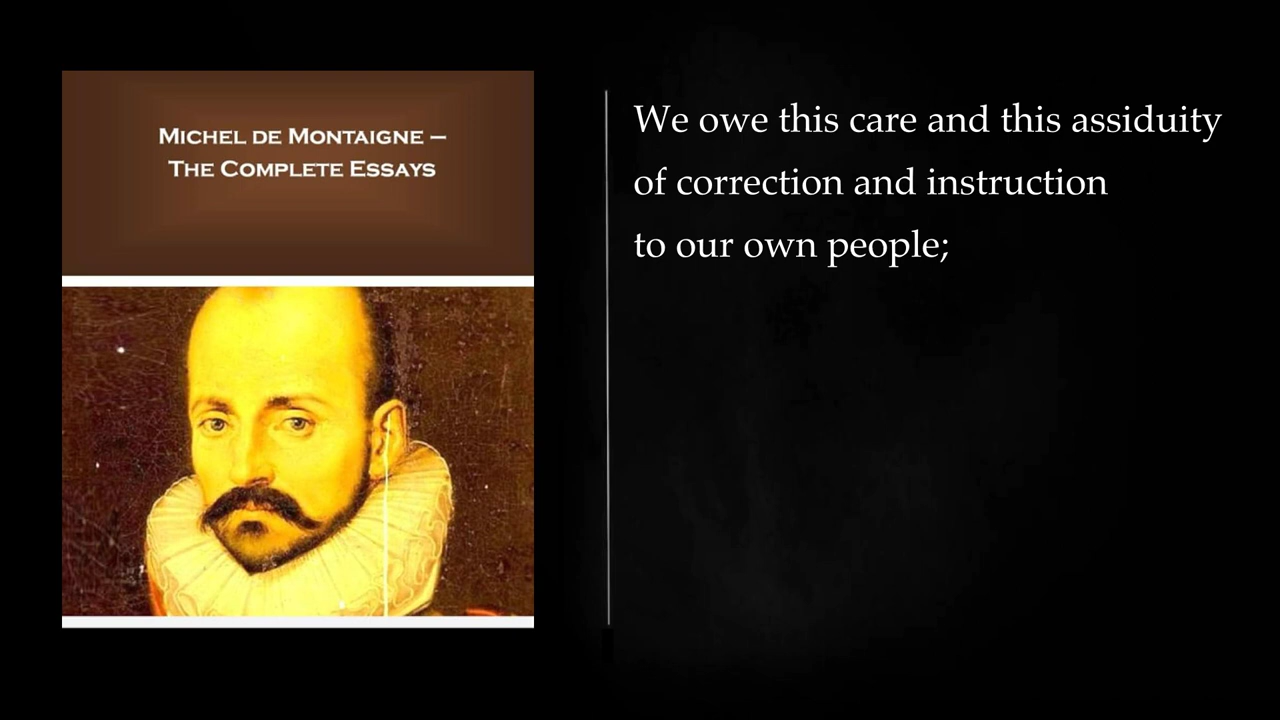 MICHEL DE MONTAIGNE –
THE COMPLETE ESSAYS
We owe this care and this assiduity
of correction and instruction
to our own people;